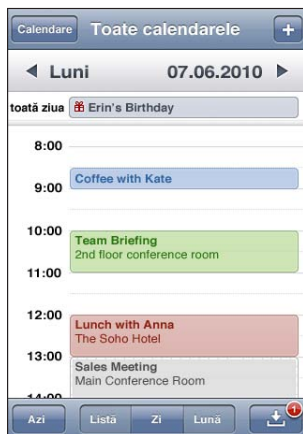 Calendare Toate calendarele +
Luni 07.06.2010
toată ziua Erin's Birthday
8:00
Coffee with Kate
9:00
10:00
Team Briefing
2nd floor conference room
11:00
12:00
Lunch with Anna
The Soho Hotel
13:00
Sales Meeting
Main Conference Room
14:00
Azi Listă Zi Lună 1